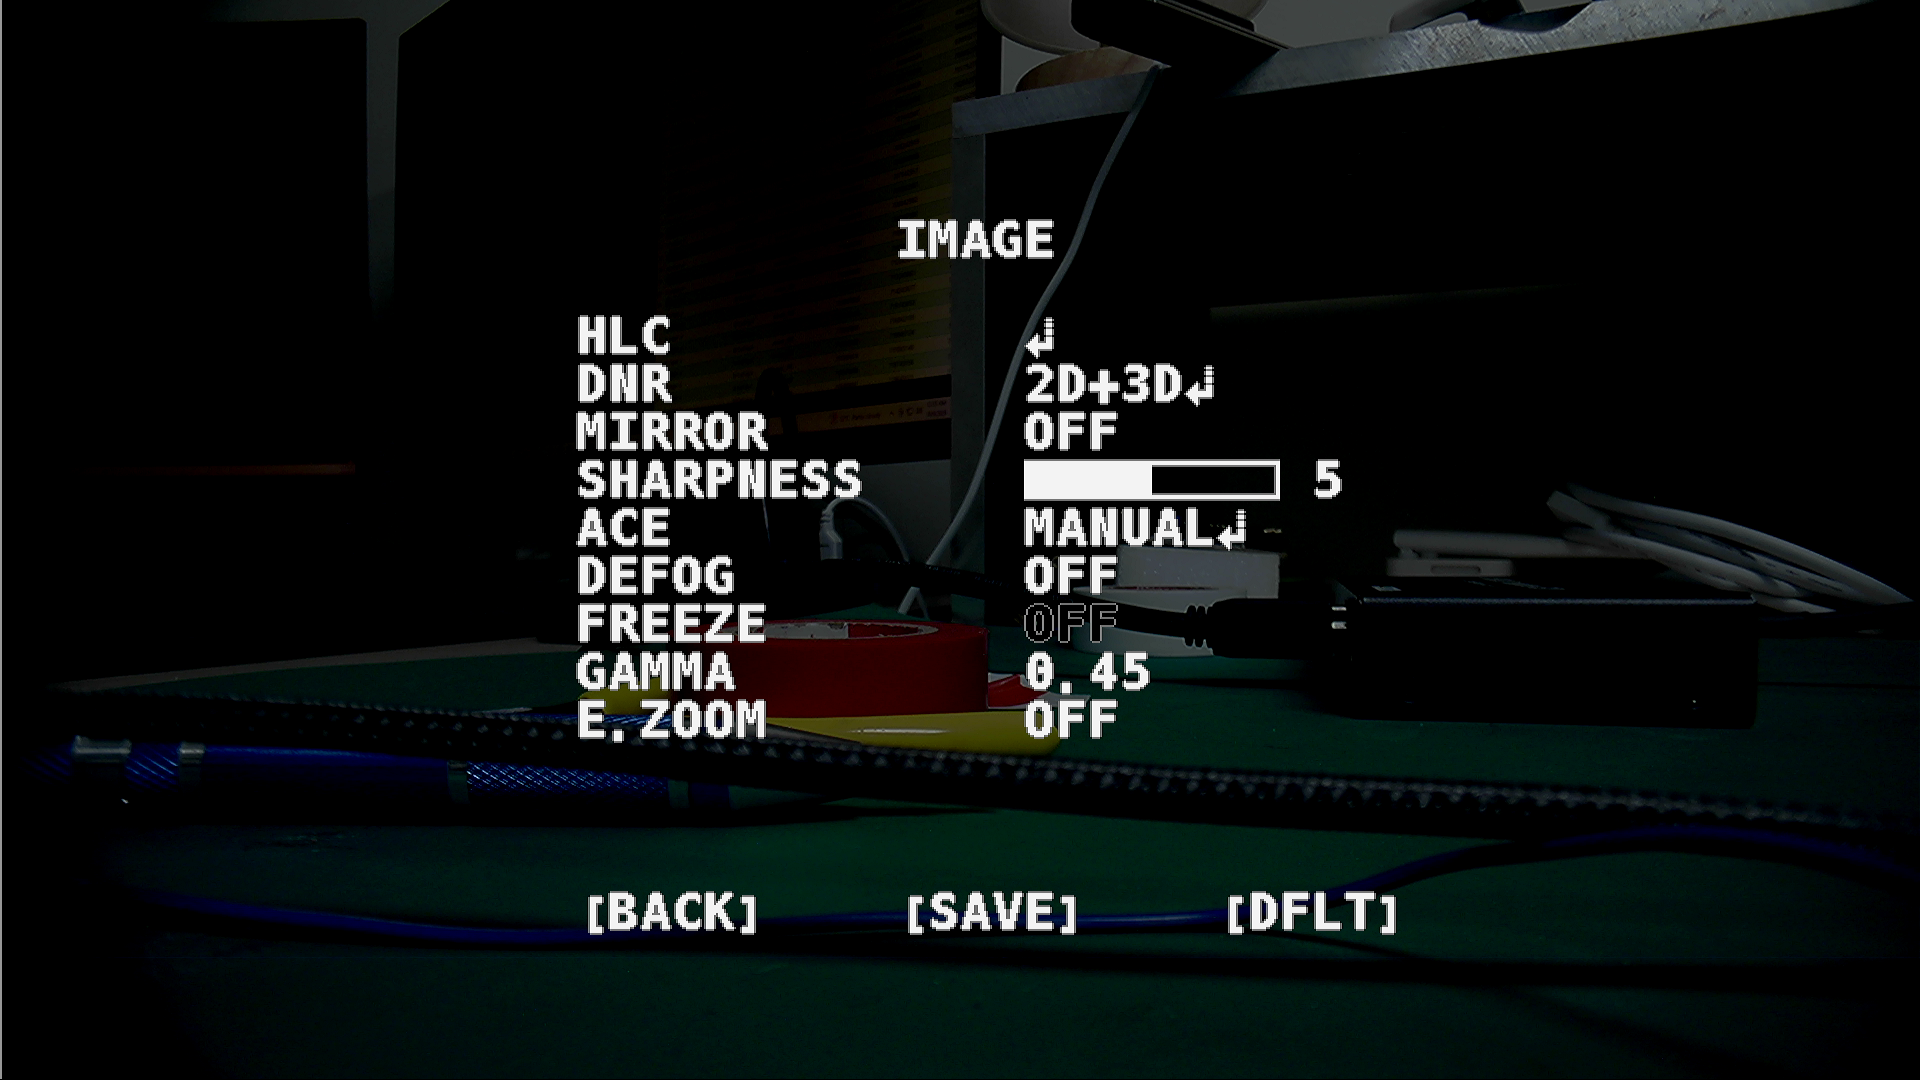 IMAGE
HLC ↲
DNR 2D+3D↲
MIRROR OFF
SHARPNESS 5
ACE MANUAL↲
DEFOG OFF
FREEZE OFF
GAMMA 0.45
E.ZOOM OFF
[BACK] [SAVE] [DFLT]